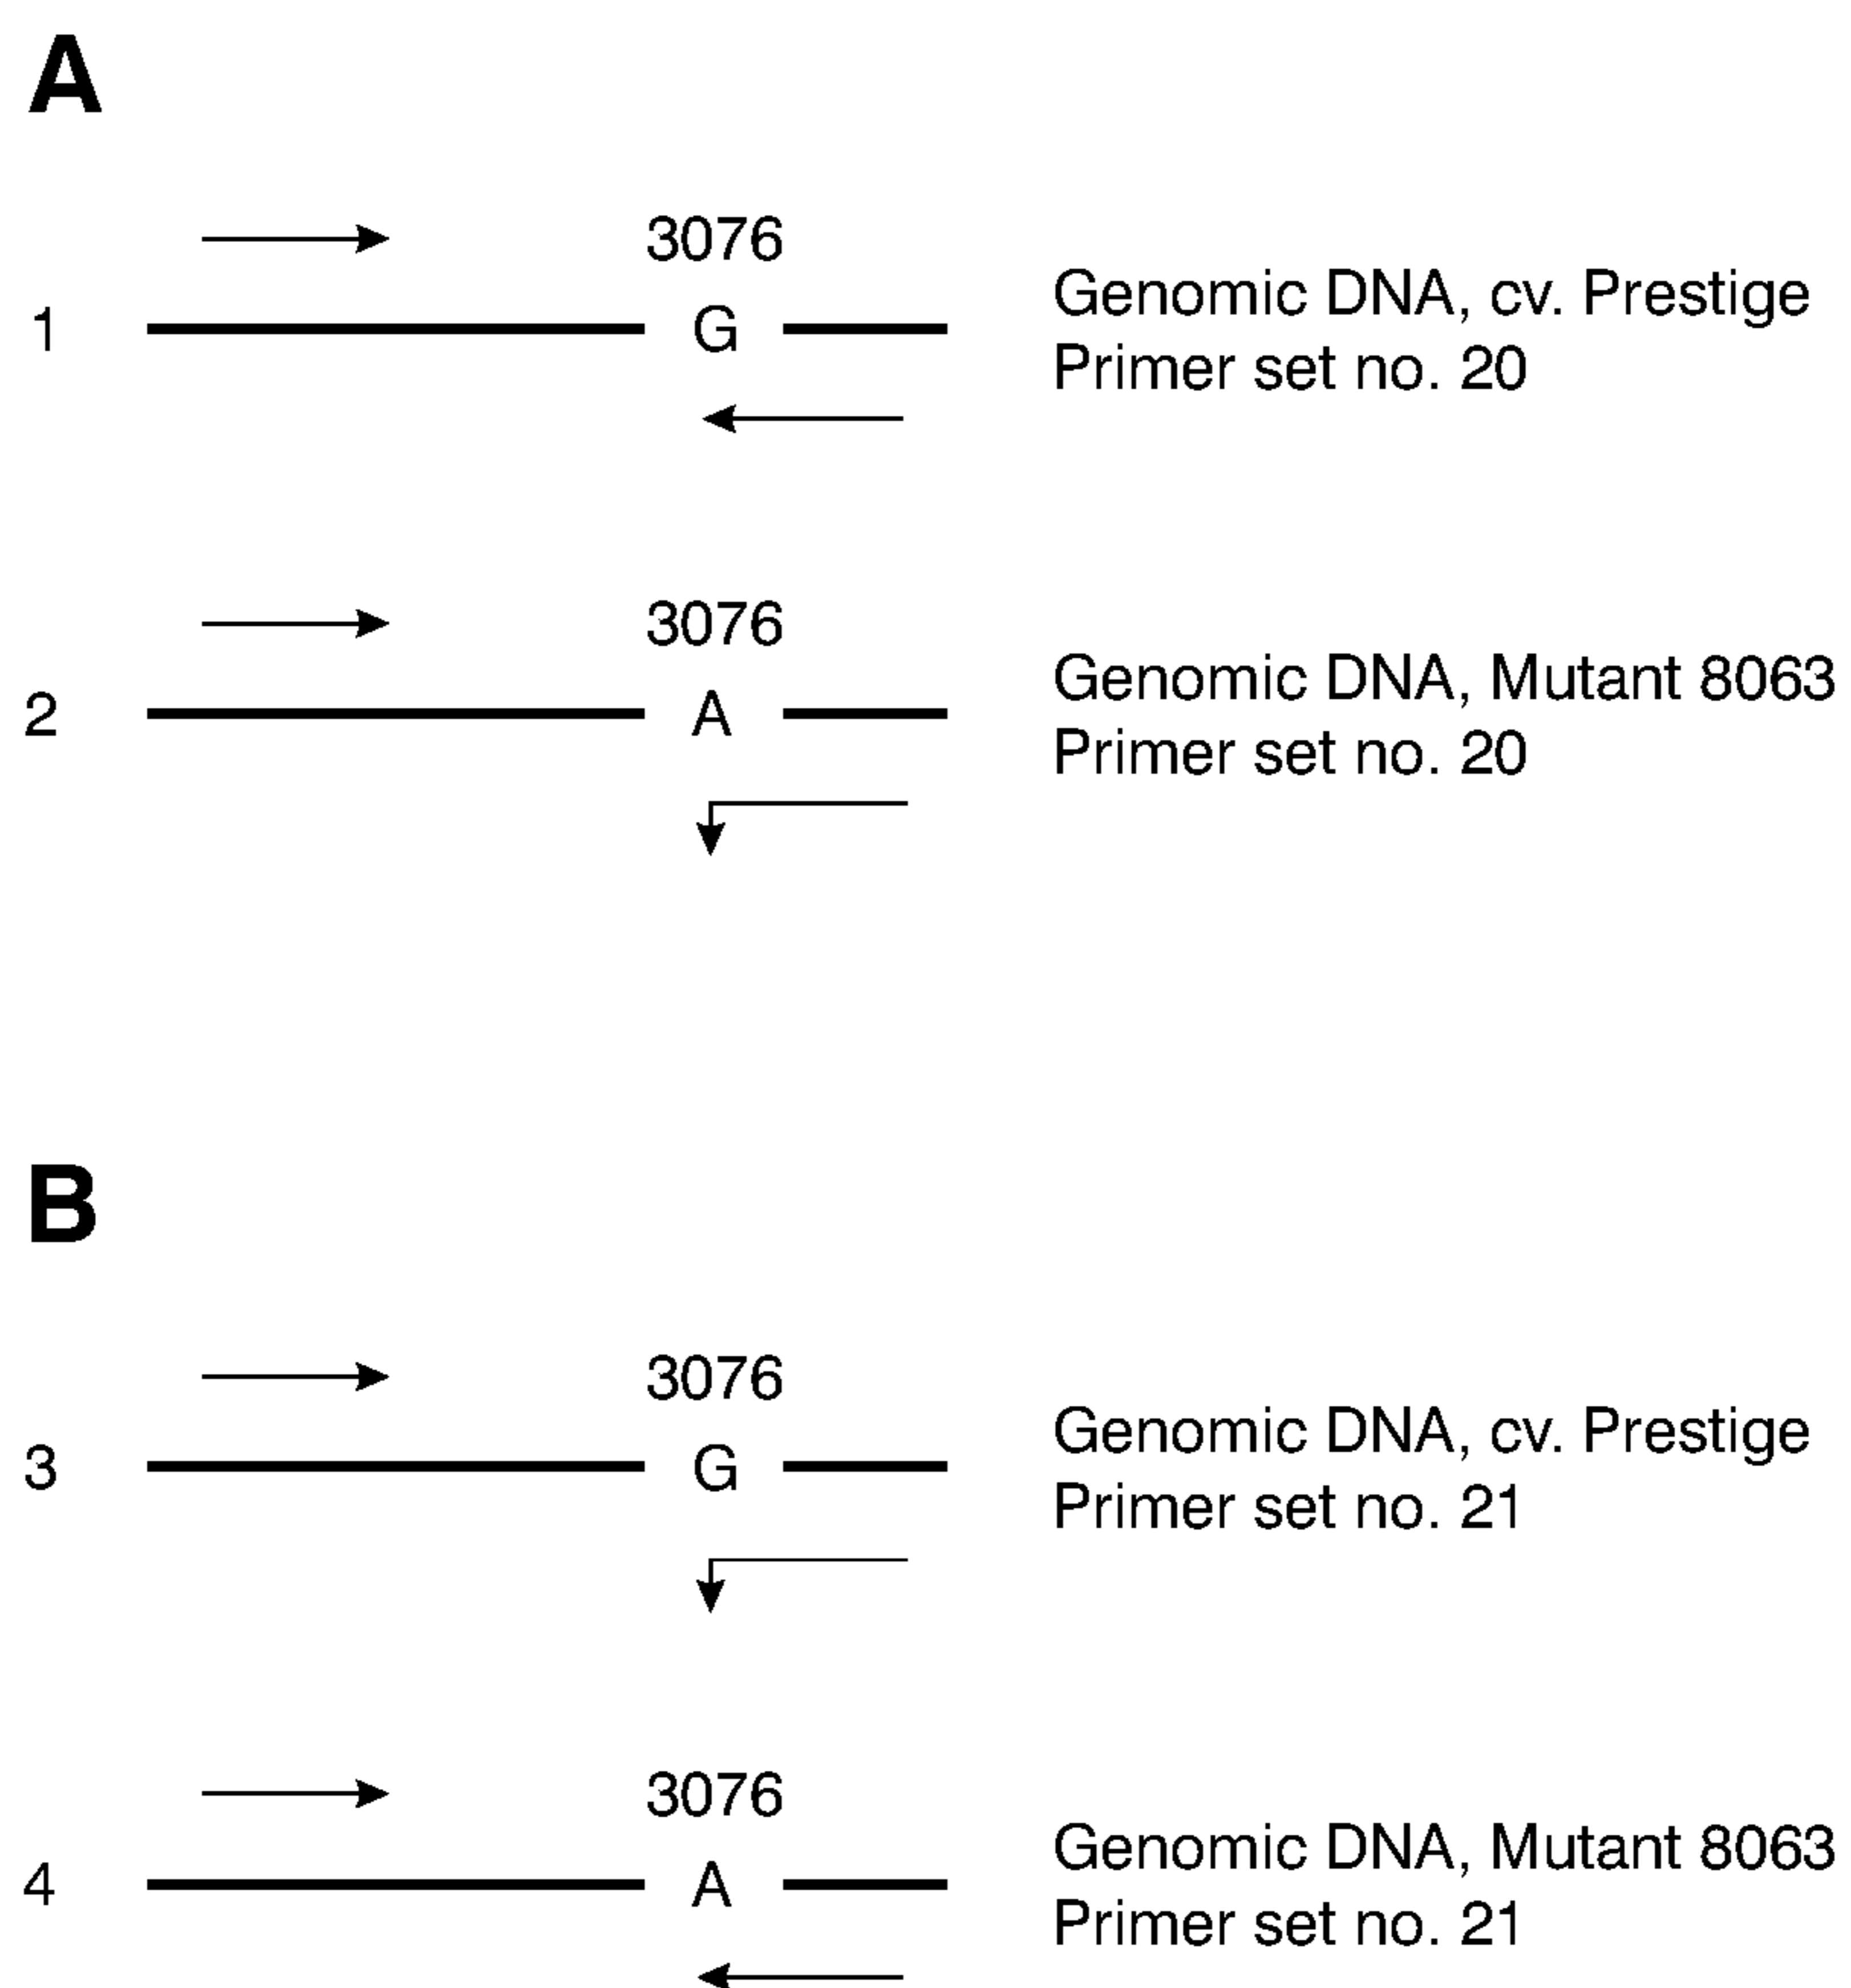 A
3076
1 G
Genomic DNA, cv. Prestige
Primer set no. 20
3076
2 A
Genomic DNA, Mutant 8063
Primer set no. 20
B
3076
3 G
Genomic DNA, cv. Prestige
Primer set no. 21
3076
4 A
Genomic DNA, Mutant 8063
Primer set no. 21